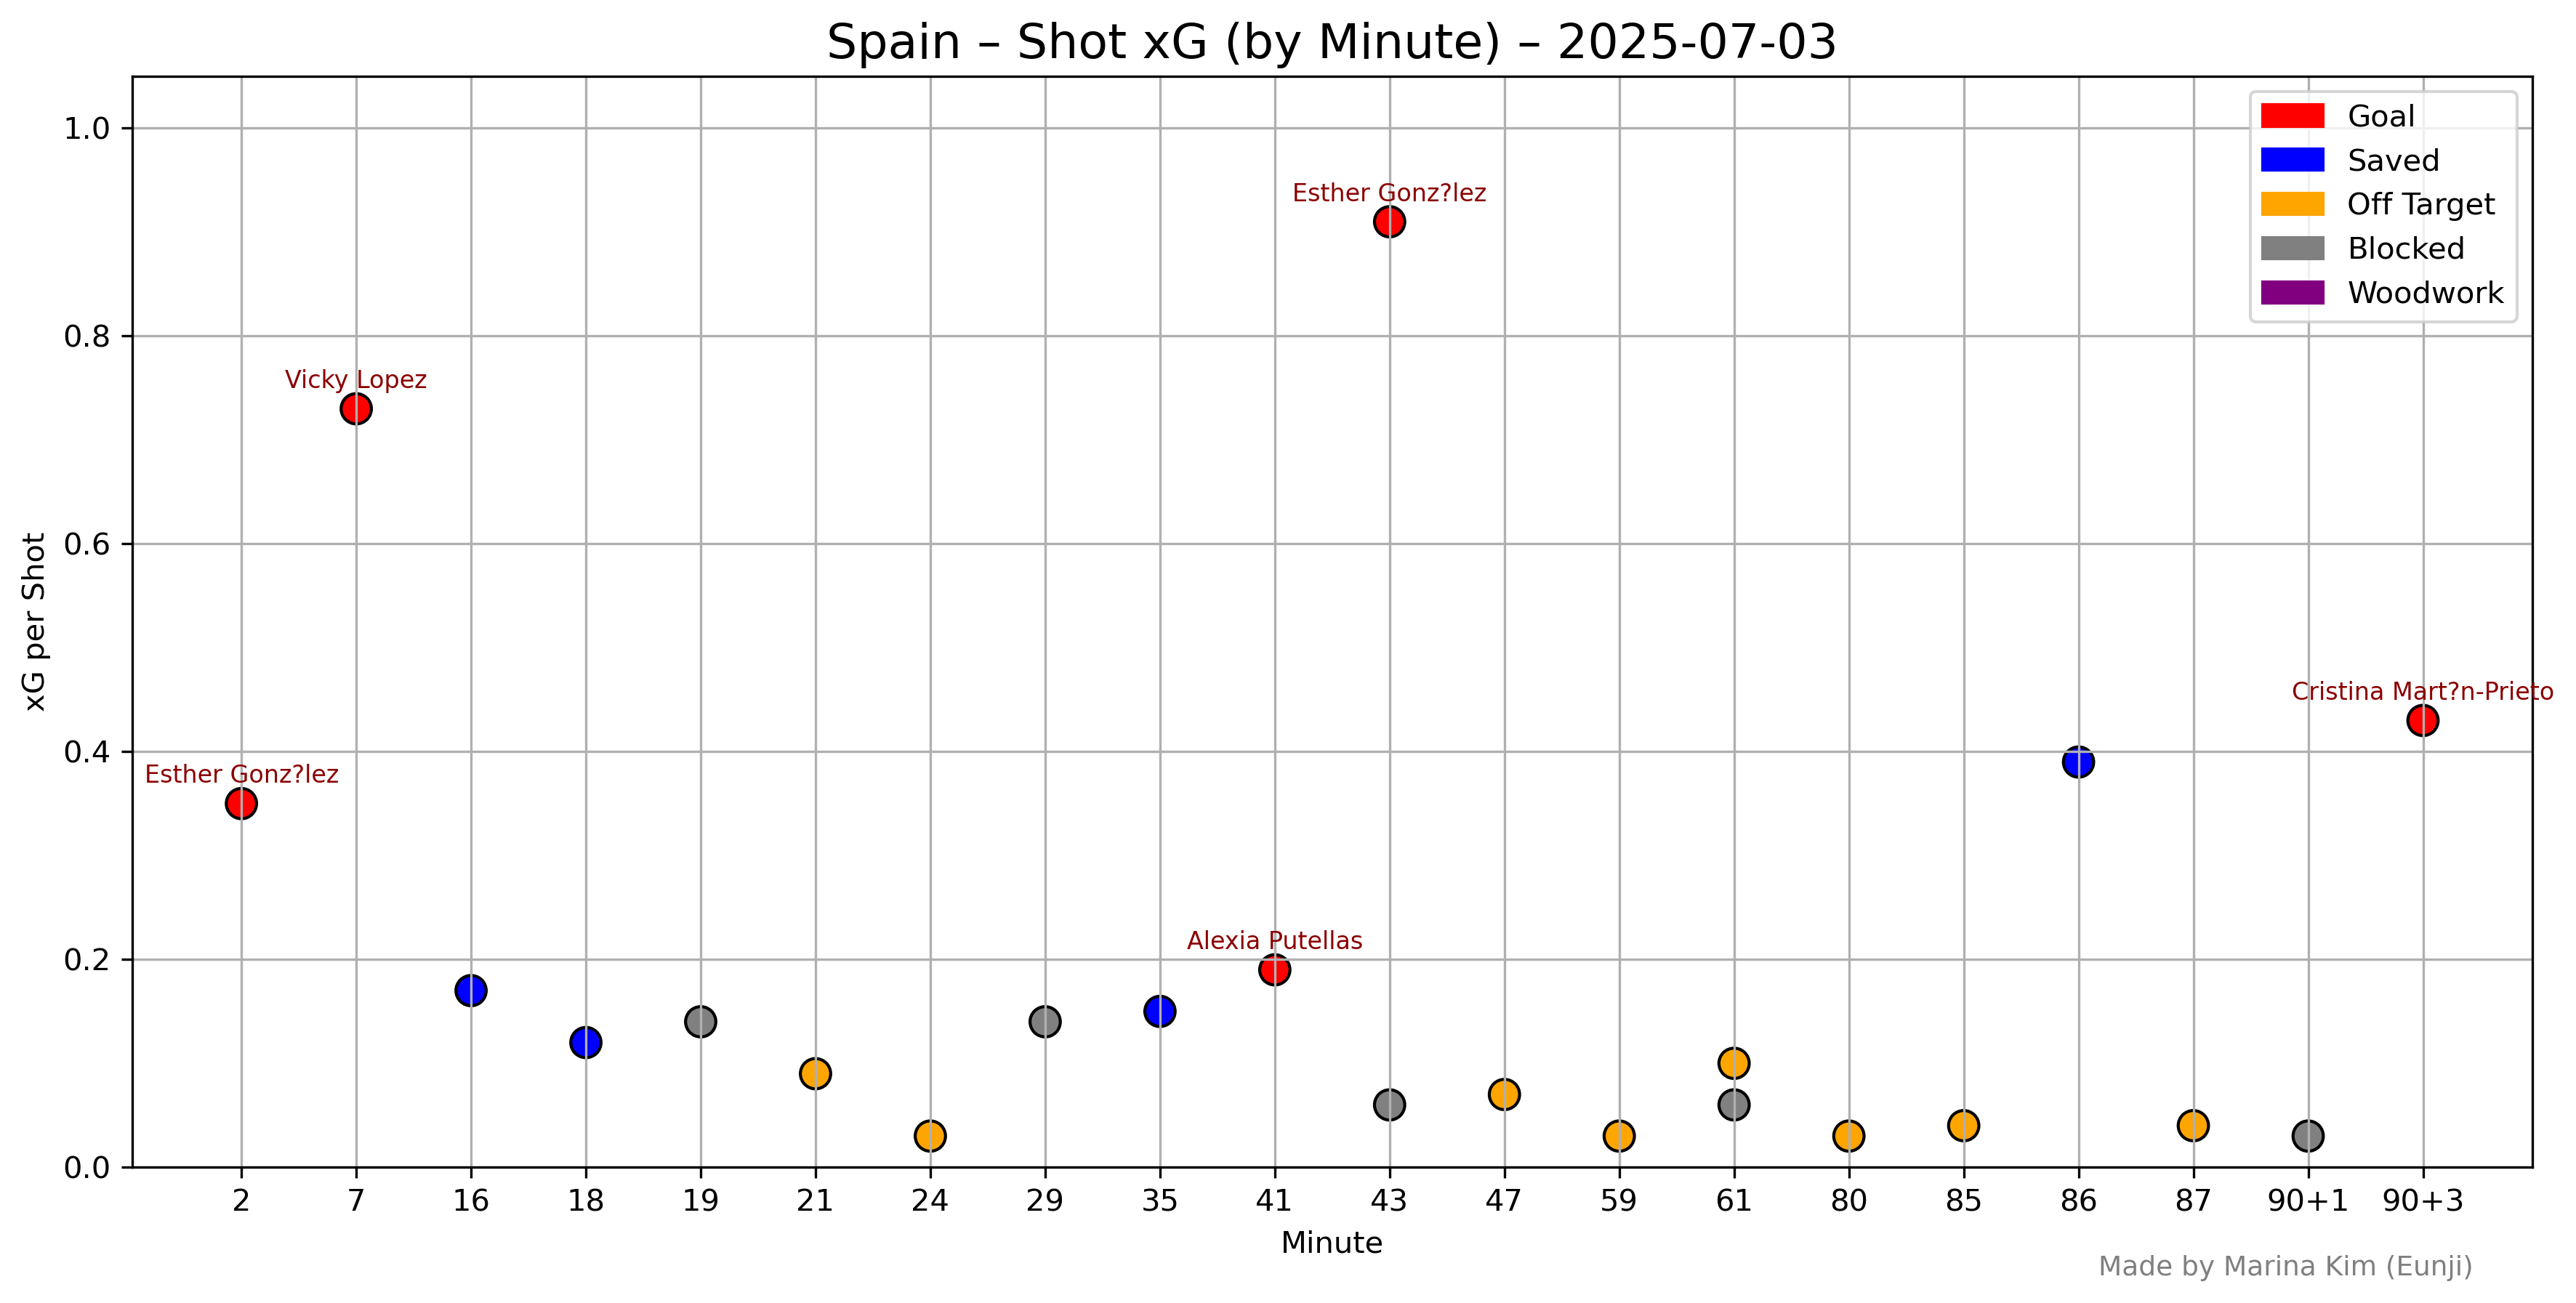 Spain – Shot xG (by Minute) – 2025-07-03
Goal
Saved
Off Target
Blocked
Woodwork
1.0
0.8
0.6
0.4
0.2
0.0
xG per Shot
Esther Gonz?lez
Vicky Lopez
Alexia Putellas
Esther Gonz?lez
Cristina Mart?n-Prieto
2 7 16 18 19 21 24 29 35 41 43 47 59 61 80 85 86 87 90+1 90+3
Minute
Made by Marina Kim (Eunji)